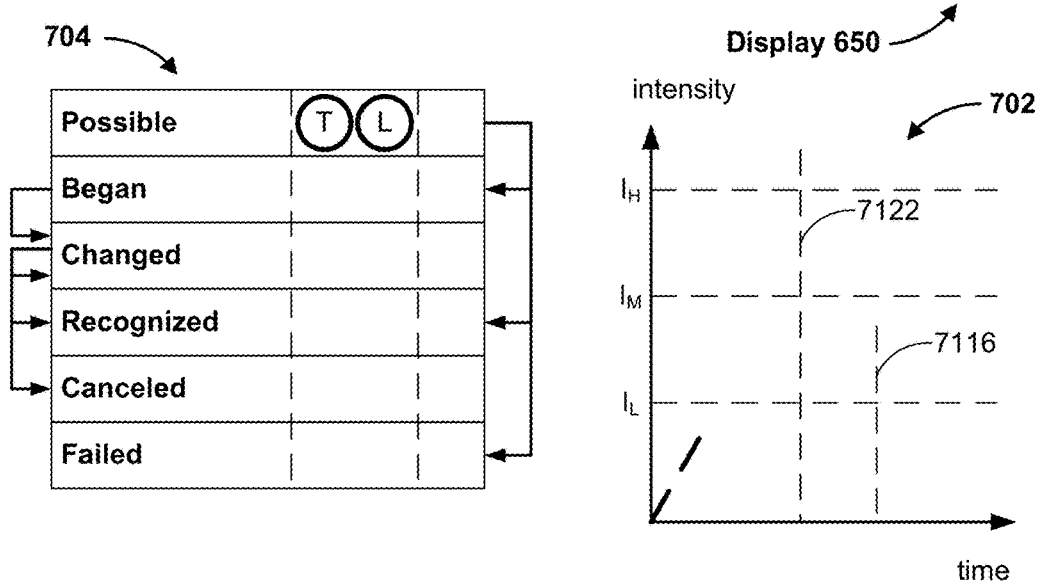 704
Display 650
Possible
T
L
Began
Changed
Recognized
Canceled
Failed
intensity
702
I_H
7122
I_M
7116
I_L
time